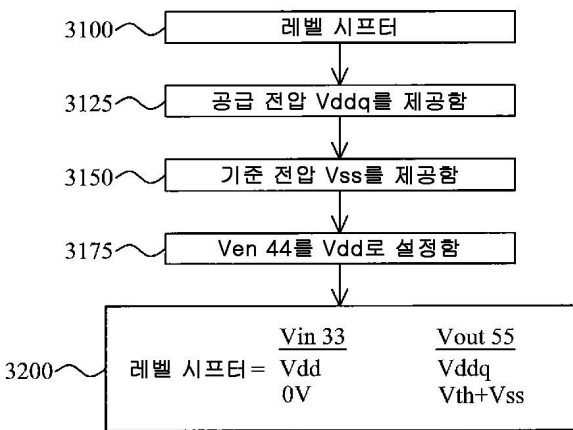 3100
레벨 시프터
3125
공급 전압 Vddq를 제공함
3150
기준 전압 Vss를 제공함
3175
Ven 44를 Vdd로 설정함
3200
Vin 33 Vout 55
레벨 시프터 = Vdd Vddq
0V Vth+Vss